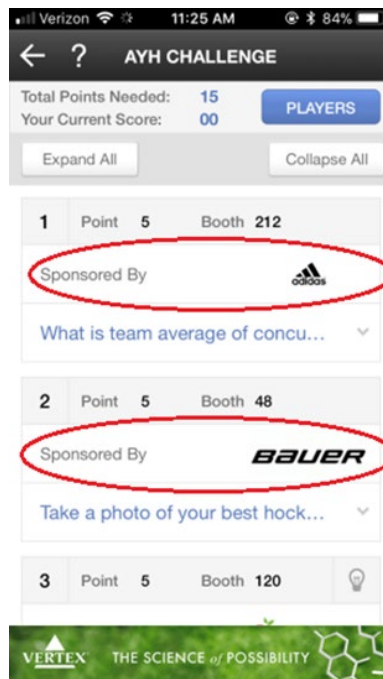 Verizon 11:25 AM 84%
← ? AYH CHALLENGE
Total Points Needed: 15
Your Current Score: 00
PLAYERS
Expand All Collapse All
1 Point 5 Booth 212
Sponsored By adidas
What is team average of concu...
2 Point 5 Booth 48
Sponsored By BAUER
Take a photo of your best hock...
3 Point 5 Booth 120
VERTEX THE SCIENCE of POSSIBILITY